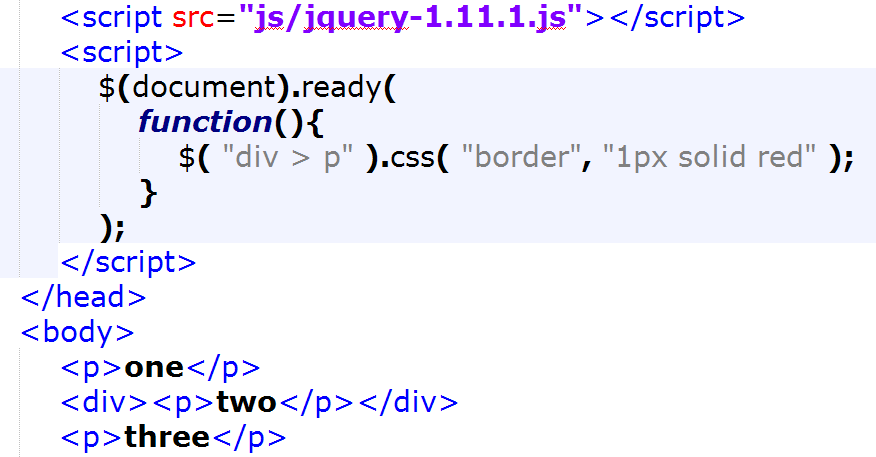 <script src="js/jquery-1.11.1.js"></script>
<script>
$(document).ready(
function(){
$( "div > p" ).css( "border", "1px solid red" );
}
);
</script>
</head>
<body>
<p>one</p>
<div><p>two</p></div>
<p>three</p>